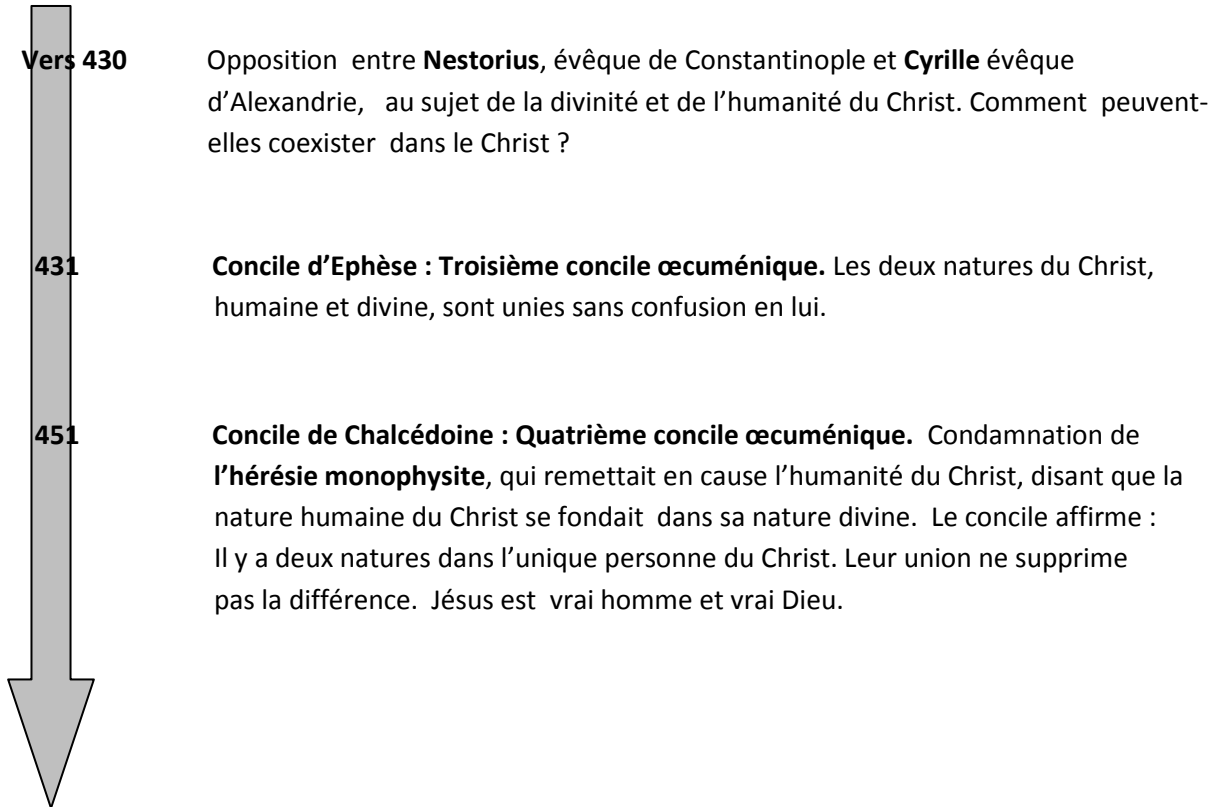 Vers 430 Opposition entre Nestorius, évêque de Constantinople et Cyrille évêque
d’Alexandrie, au sujet de la divinité et de l’humanité du Christ. Comment peuvent-
elles coexister dans le Christ ?
431 Concile d’Ephèse : Troisième concile œcuménique. Les deux natures du Christ,
humaine et divine, sont unies sans confusion en lui.
451 Concile de Chalcédoine : Quatrième concile œcuménique. Condamnation de
l’hérésie monophysite, qui remettait en cause l’humanité du Christ, disant que la
nature humaine du Christ se fondait dans sa nature divine. Le concile affirme :
Il y a deux natures dans l’unique personne du Christ. Leur union ne supprime
pas la différence. Jésus est vrai homme et vrai Dieu.